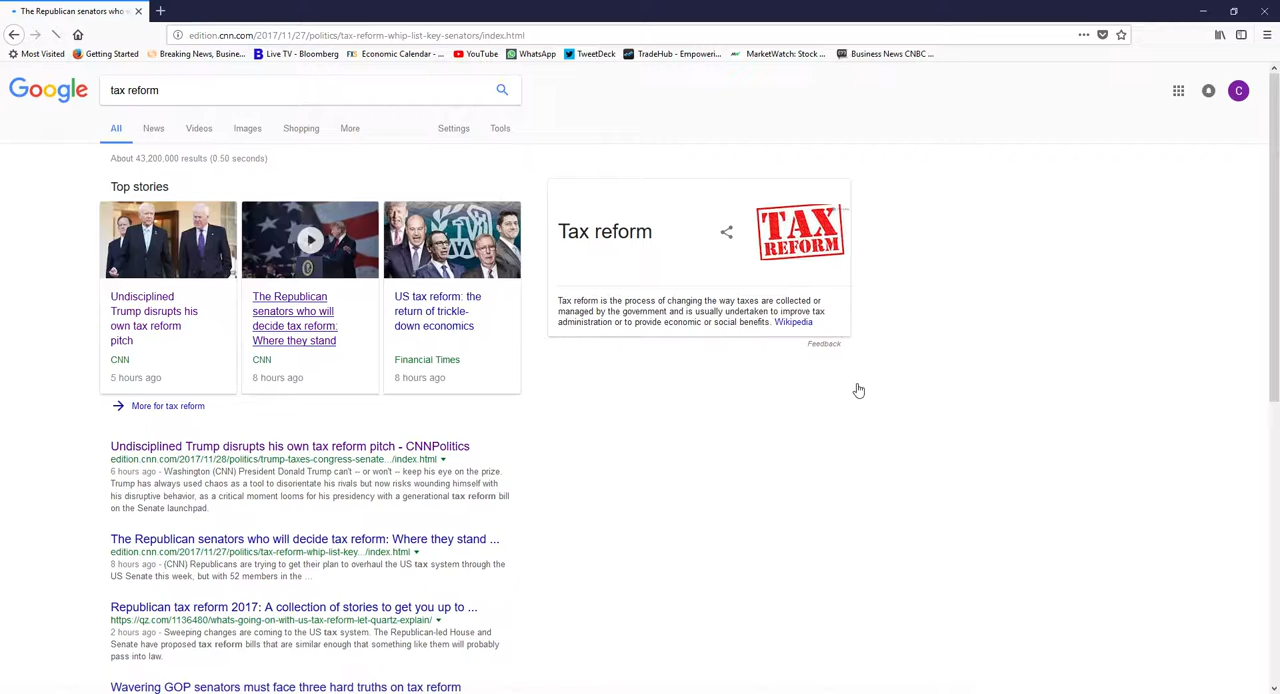 The Republican senators who
edition.cnn.com/2017/11/27/politics/tax-reform-whip-list-key-senators/index.html
Most Visited Getting Started Breaking News, Busine... Live TV - Bloomberg FXS Economic Calendar - ... YouTube WhatsApp TweetDeck TradeHub - Empoweri... MarketWatch: Stock ... Business News CNBC ...
Google tax reform C
All News Videos Images Shopping More Settings Tools
About 43,200,000 results (0.50 seconds)
Top stories
Undisciplined
Trump disrupts his
own tax reform
pitch
CNN
5 hours ago
The Republican
senators who will
decide tax reform:
Where they stand
CNN
8 hours ago
US tax reform: the
return of trickle-
down economics
Financial Times
8 hours ago
More for tax reform
Tax reform
TAX
REFORM
Tax reform is the process of changing the way taxes are collected or
managed by the government and is usually undertaken to improve tax
administration or to provide economic or social benefits. Wikipedia
Feedback
Undisciplined Trump disrupts his own tax reform pitch - CNNPolitics
edition.cnn.com/2017/11/28/politics/trump-taxes-congress-senate.../index.html
6 hours ago - Washington (CNN) President Donald Trump can't -- or won't -- keep his eye on the prize.
Trump has always used chaos as a tool to disorientate his rivals but now risks wounding himself with
his disruptive behavior, as a critical moment looms for his presidency with a generational tax reform bill
on the Senate launchpad.
The Republican senators who will decide tax reform: Where they stand ...
edition.cnn.com/2017/11/27/politics/tax-reform-whip-list-key.../index.html
8 hours ago - (CNN) Republicans are trying to get their plan to overhaul the US tax system through the
US Senate this week, but with 52 members in the ...
Republican tax reform 2017: A collection of stories to get you up to ...
https://qz.com/1136480/whats-going-on-with-us-tax-reform-let-quartz-explain/
2 hours ago - Sweeping changes are coming to the US tax system. The Republican-led House and
Senate have proposed tax reform bills that are similar enough that something like them will probably
pass into law.
Wavering GOP senators must face three hard truths on tax reform